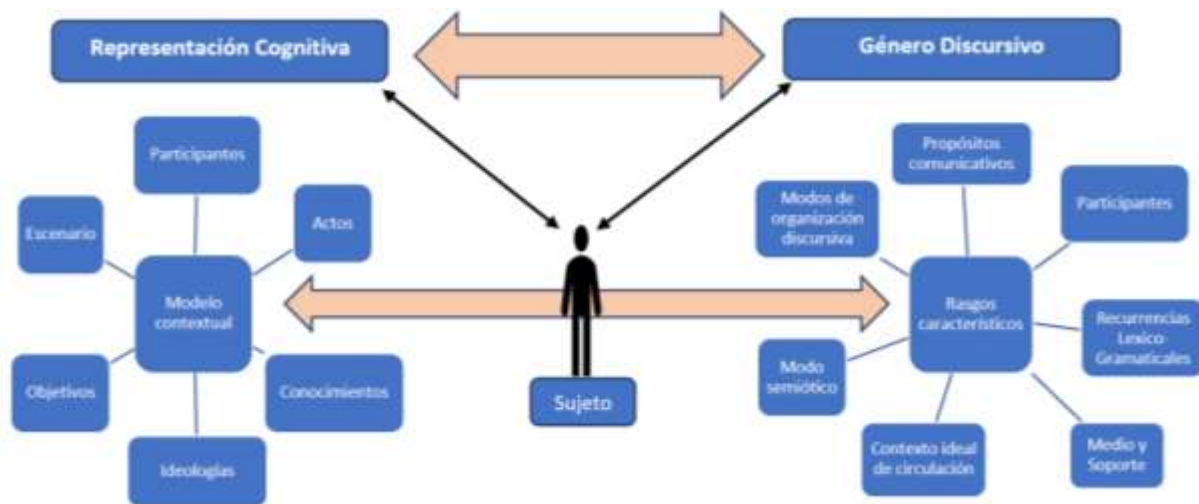 Representación Cognitiva
Género Discursivo
Participantes
Escenario
Actos
Modelo
contextual
Objetivos
Conocimientos
Ideologías
Sujeto
Propósitos
comunicativos
Modos de
organización
discursiva
Participantes
Rasgos
característicos
Recurrencias
Lexico-
Gramaticales
Modo
semiótico
Contexto ideal
de circulación
Medio y
Soporte